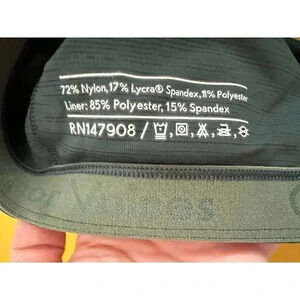 72% Nylon, 17% Lycra® Spandex, 11% Polyester
Liner: 85% Polyester, 15% Spandex
RN147908 /